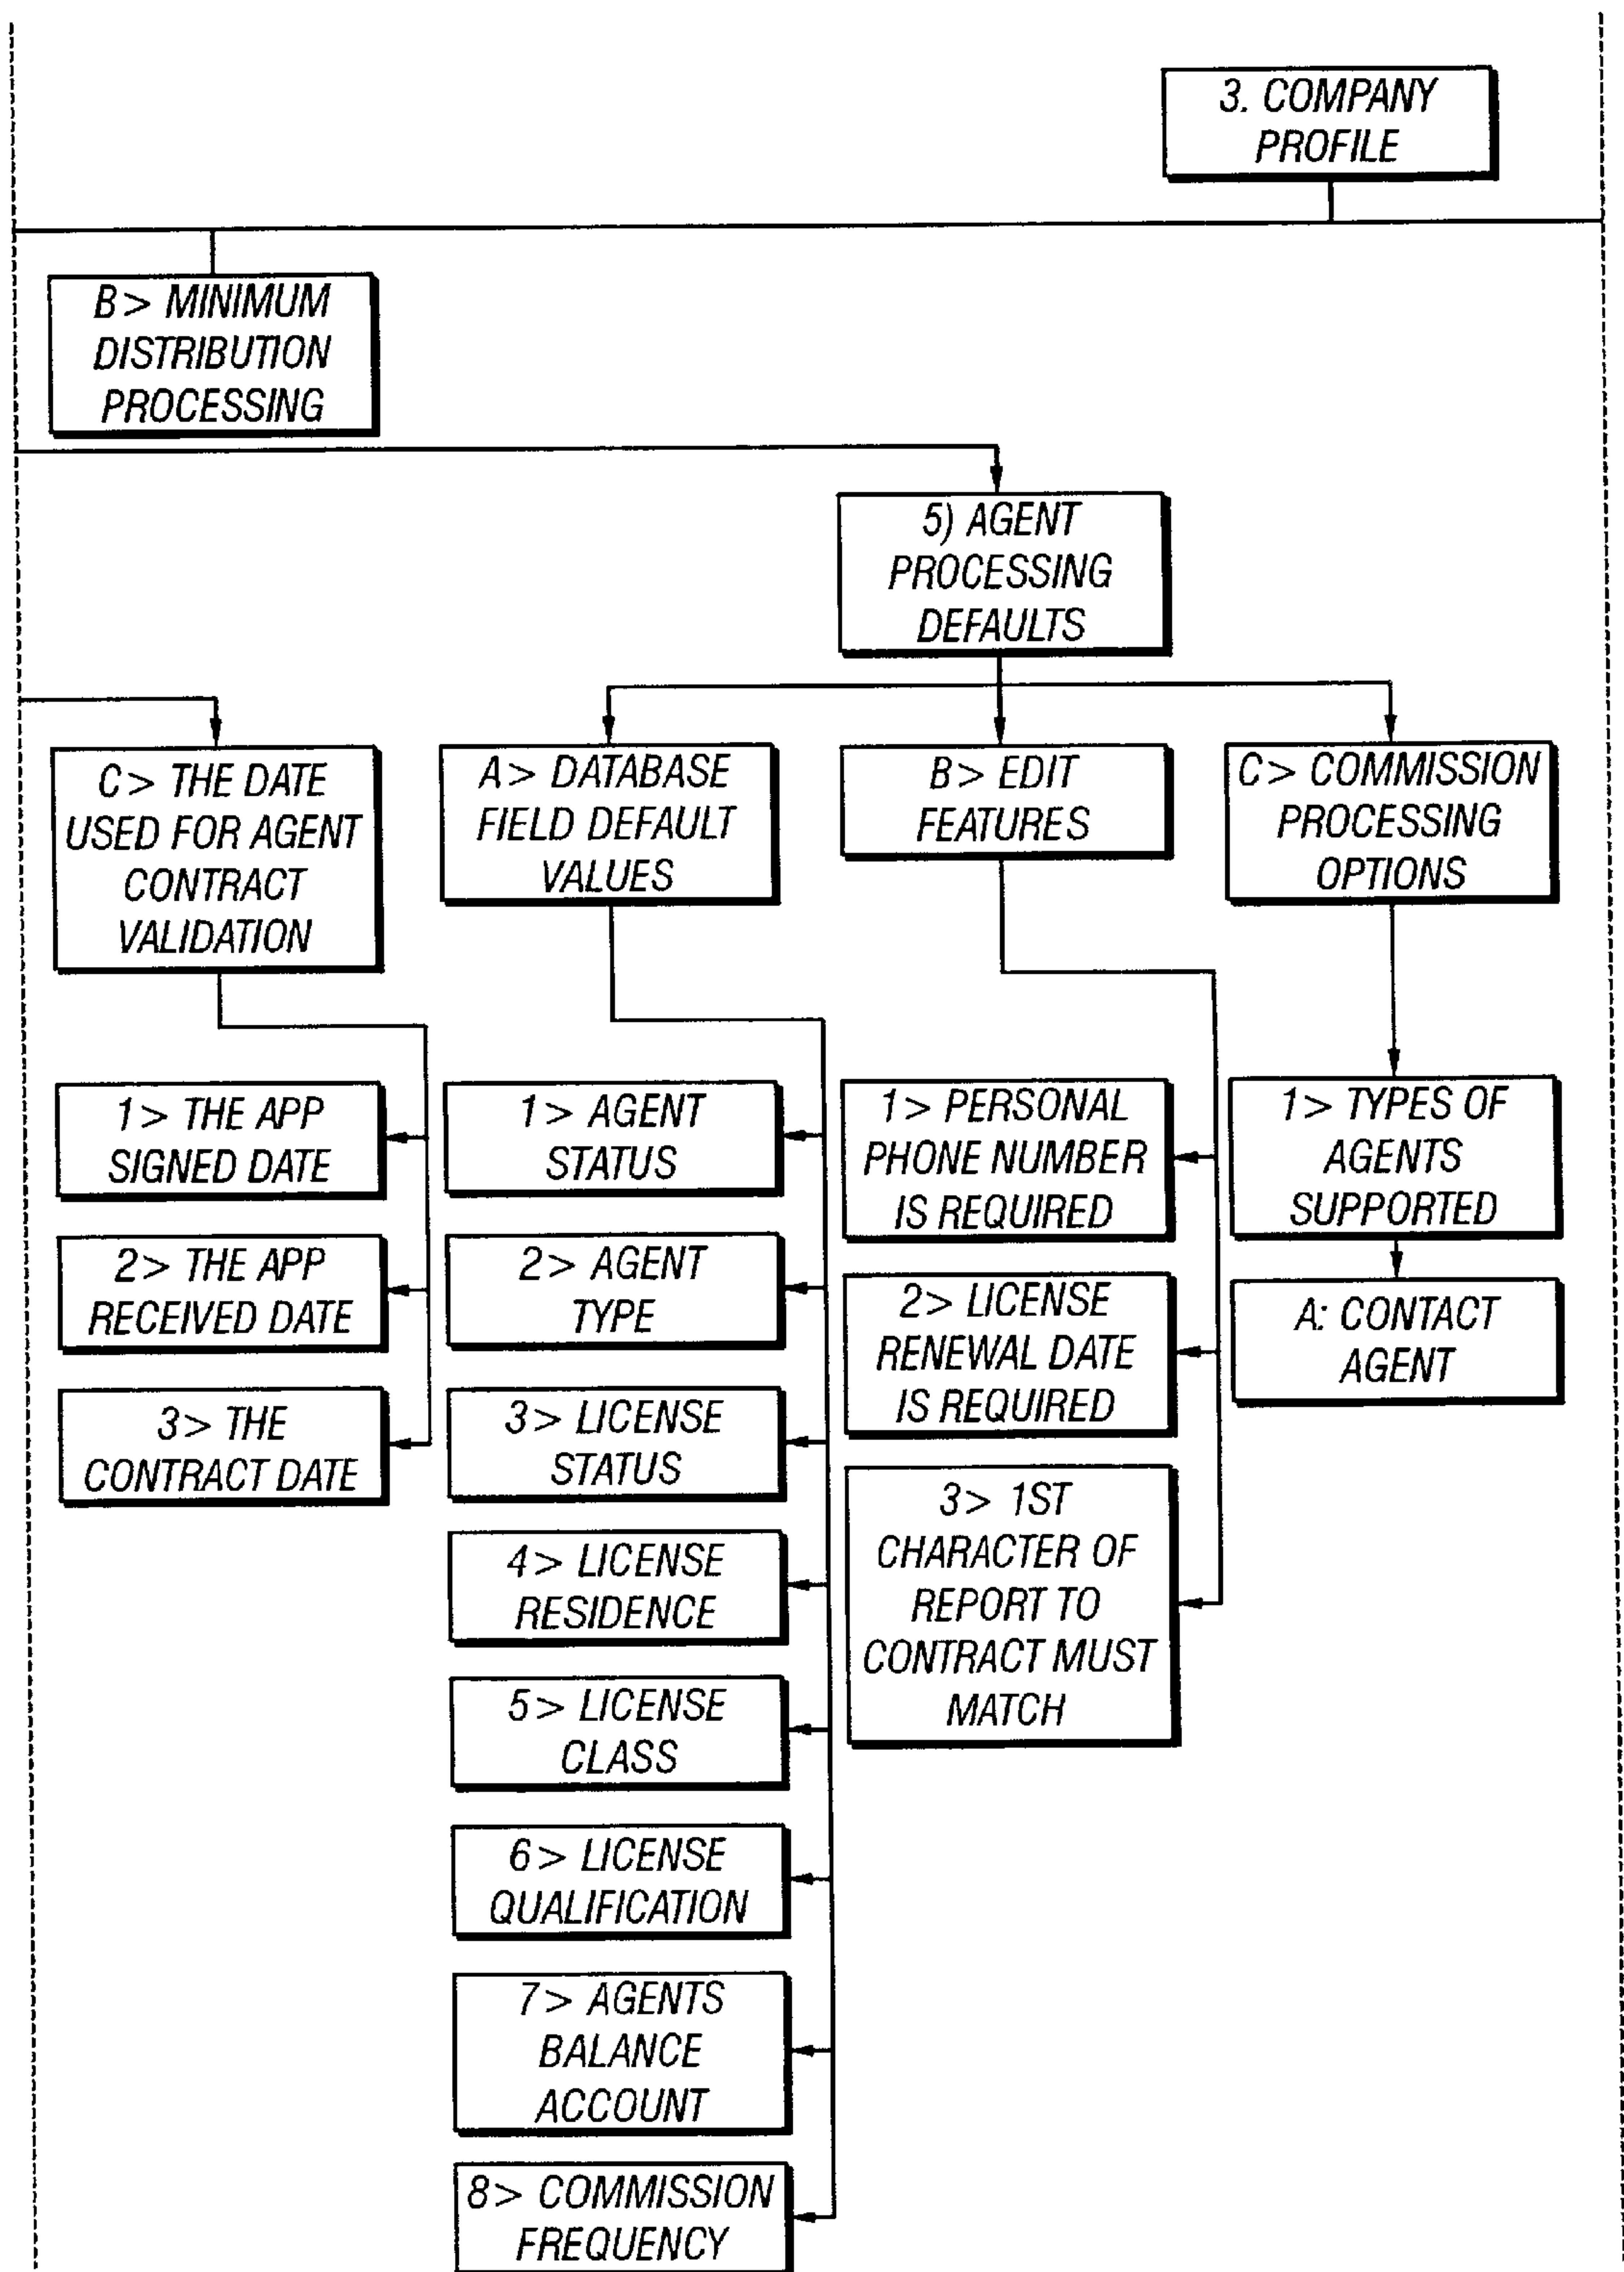 3. COMPANY
PROFILE
B> MINIMUM
DISTRIBUTION
PROCESSING
5) AGENT
PROCESSING
DEFAULTS
C> THE DATE
USED FOR AGENT
CONTRACT
VALIDATION
A> DATABASE
FIELD DEFAULT
VALUES
B> EDIT
FEATURES
C> COMMISSION
PROCESSING
OPTIONS
1> THE APP
SIGNED DATE
2> THE APP
RECEIVED DATE
3> THE
CONTRACT DATE
1> AGENT
STATUS
2> AGENT
TYPE
3> LICENSE
STATUS
4> LICENSE
RESIDENCE
5> LICENSE
CLASS
6> LICENSE
QUALIFICATION
7> AGENTS
BALANCE
ACCOUNT
8> COMMISSION
FREQUENCY
1> PERSONAL
PHONE NUMBER
IS REQUIRED
2> LICENSE
RENEWAL DATE
IS REQUIRED
3> 1ST
CHARACTER OF
REPORT TO
CONTRACT MUST
MATCH
1> TYPES OF
AGENTS
SUPPORTED
A: CONTACT
AGENT